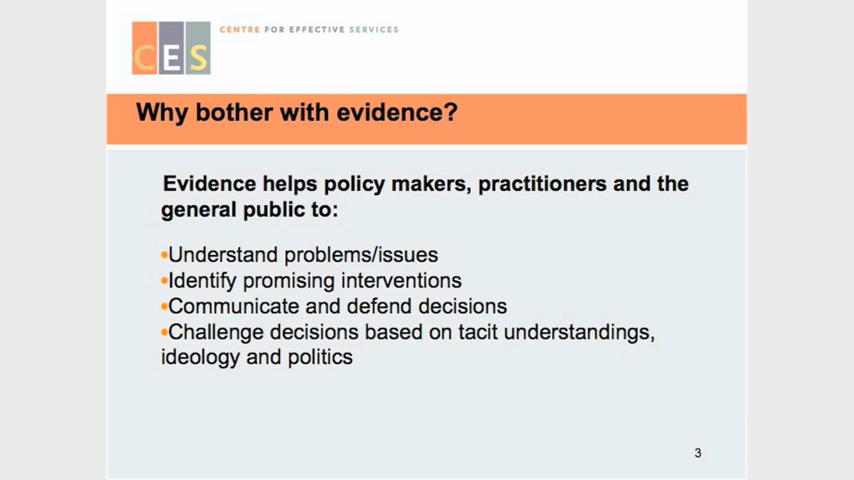 CES
CENTRE FOR EFFECTIVE SERVICES
Why bother with evidence?
Evidence helps policy makers, practitioners and the
general public to:
•Understand problems/issues
•Identify promising interventions
•Communicate and defend decisions
•Challenge decisions based on tacit understandings,
ideology and politics
3